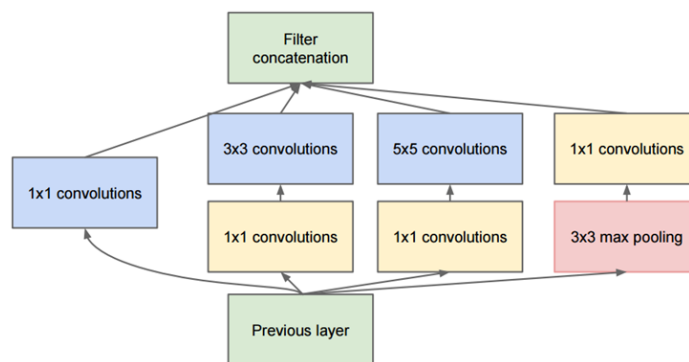 Filter
concatenation
3x3 convolutions
5x5 convolutions
1x1 convolutions
1x1 convolutions
1x1 convolutions
1x1 convolutions
3x3 max pooling
Previous layer